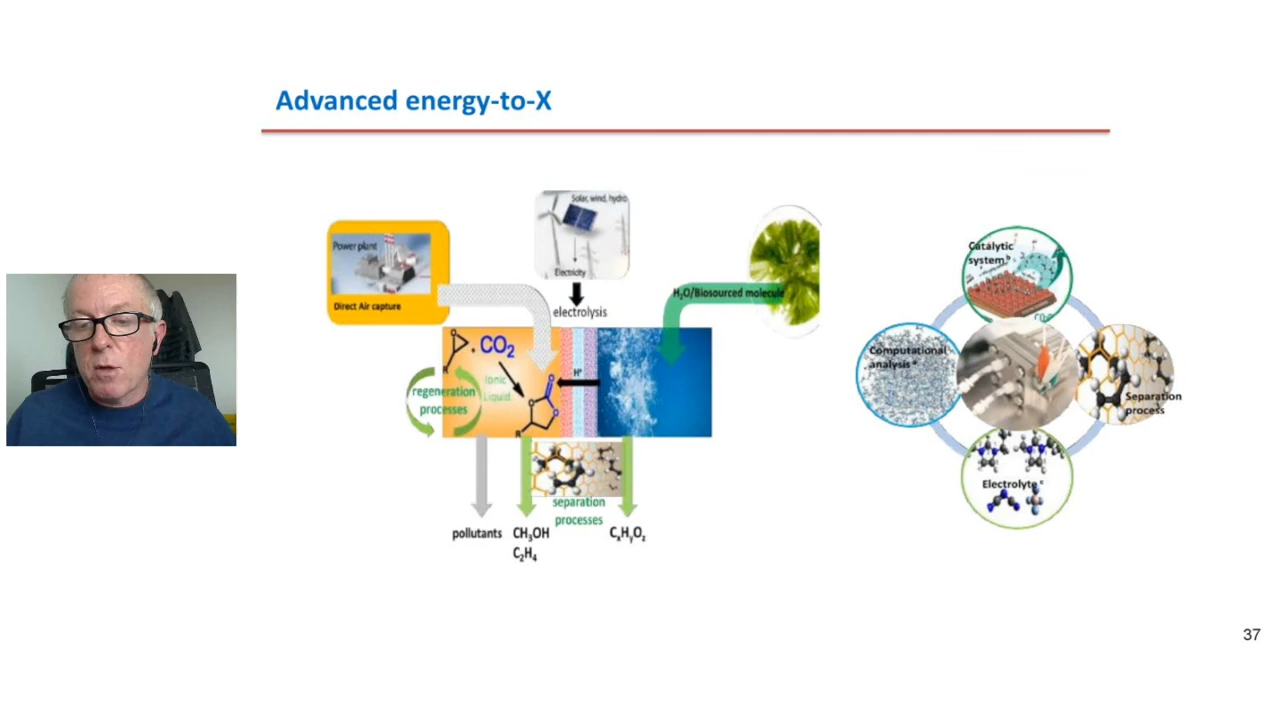 Advanced energy-to-X
Solar, wind, hydro
Electricity
electrolysis
Power plant
Direct Air capture
H₂O/Biosourced molecule
CO₂
Ionic
Liquid
R
H⁺
regeneration
processes
separation
processes
pollutants
CH₃OH
C₂H₄
CₓHᵧO₂
Catalytic
system
Computational
analysis
Separation
process
Electrolyte
37